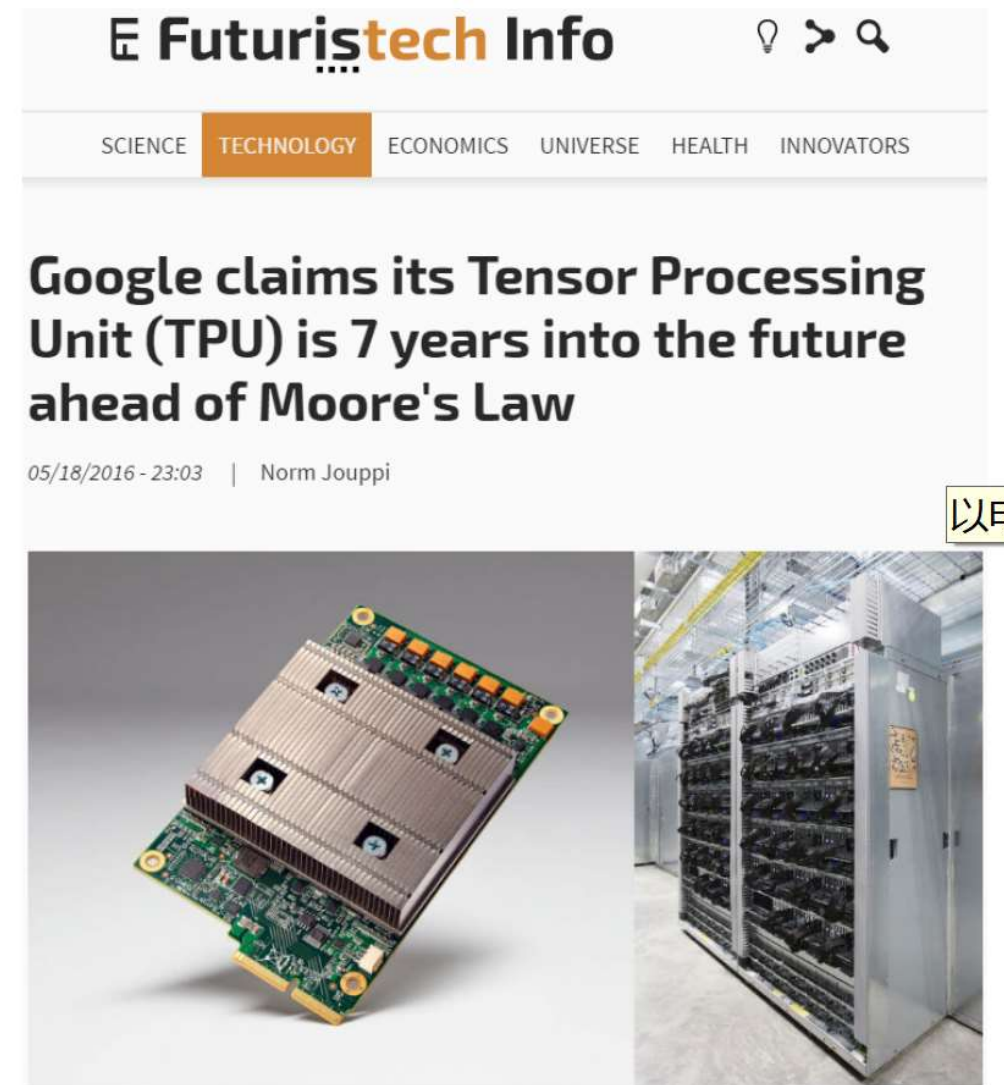 Futuristech Info
SCIENCE TECHNOLOGY ECONOMICS UNIVERSE HEALTH INNOVATORS
Google claims its Tensor Processing
Unit (TPU) is 7 years into the future
ahead of Moore's Law
05/18/2016 - 23:03 | Norm Jouppi
以